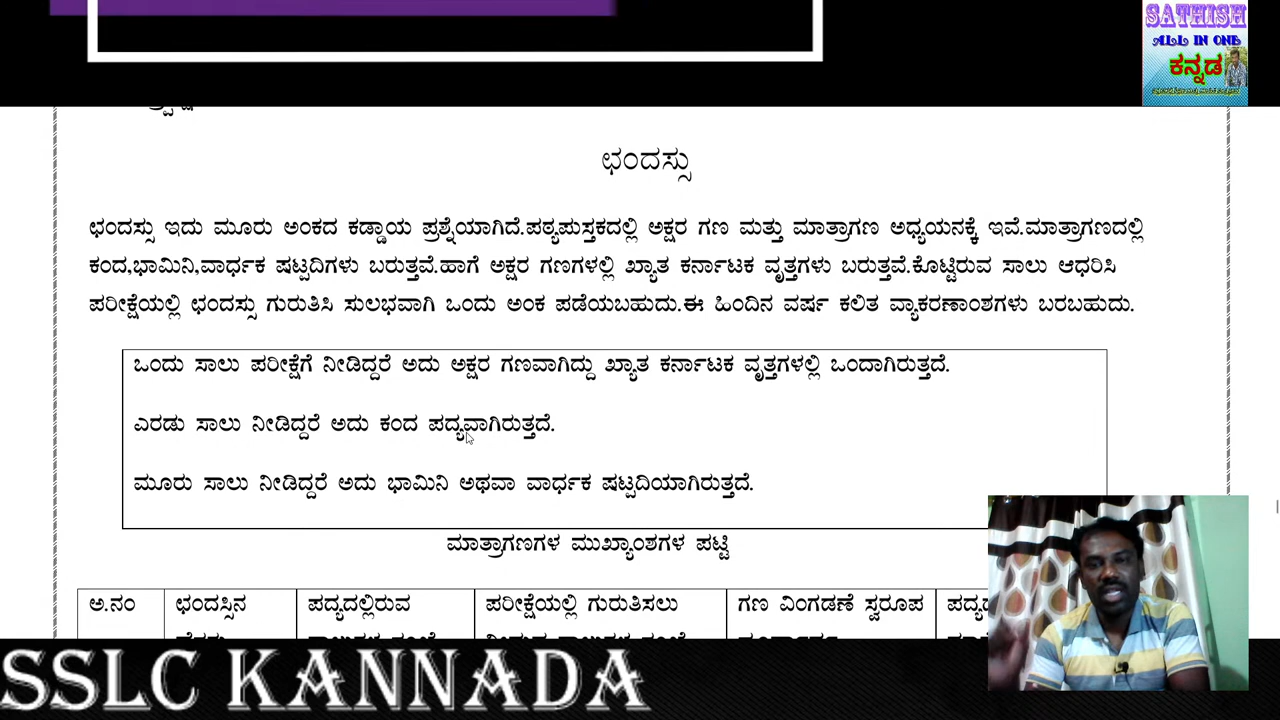 SATHISH
ALL IN ONE
ಕನ್ನಡ
ಛಂದಸ್ಸು
ಛಂದಸ್ಸು ಇದು ಮೂರು ಅಂಕದ ಕಡ್ಡಾಯ ಪ್ರಶ್ನೆಯಾಗಿದೆ.ಪಠ್ಯಪುಸ್ತಕದಲ್ಲಿ ಅಕ್ಷರ ಗಣ ಮತ್ತು ಮಾತ್ರಾಗಣ ಅಧ್ಯಯನಕ್ಕೆ ಇವೆ.ಮಾತ್ರಾಗಣದಲ್ಲಿ
ಕಂದ,ಭಾಮಿನಿ,ವಾರ್ಧಕ ಷಟ್ಪದಿಗಳು ಬರುತ್ತವೆ.ಹಾಗೆ ಅಕ್ಷರ ಗಣಗಳಲ್ಲಿ ಖ್ಯಾತ ಕರ್ನಾಟಕ ವೃತ್ತಗಳು ಬರುತ್ತವೆ.ಕೊಟ್ಟಿರುವ ಸಾಲು ಆಧರಿಸಿ
ಪರೀಕ್ಷೆಯಲ್ಲಿ ಛಂದಸ್ಸು ಗುರುತಿಸಿ ಸುಲಭವಾಗಿ ಒಂದು ಅಂಕ ಪಡೆಯಬಹುದು.ಈ ಹಿಂದಿನ ವರ್ಷ ಕಲಿತ ವ್ಯಾಕರಣಾಂಶಗಳು ಬರಬಹುದು.
ಒಂದು ಸಾಲು ಪರೀಕ್ಷೆಗೆ ನೀಡಿದ್ದರೆ ಅದು ಅಕ್ಷರ ಗಣವಾಗಿದ್ದು ಖ್ಯಾತ ಕರ್ನಾಟಕ ವೃತ್ತಗಳಲ್ಲಿ ಒಂದಾಗಿರುತ್ತದೆ.
ಎರಡು ಸಾಲು ನೀಡಿದ್ದರೆ ಅದು ಕಂದ ಪದ್ಯವಾಗಿರುತ್ತದೆ.
ಮೂರು ಸಾಲು ನೀಡಿದ್ದರೆ ಅದು ಭಾಮಿನಿ ಅಥವಾ ವಾರ್ಧಕ ಷಟ್ಪದಿಯಾಗಿರುತ್ತದೆ.
ಮಾತ್ರಾಗಣಗಳ ಮುಖ್ಯಾಂಶಗಳ ಪಟ್ಟಿ
ಅ.ನಂ ಛಂದಸ್ಸಿನ ಪದ್ಯದಲ್ಲಿರುವ ಪರೀಕ್ಷೆಯಲ್ಲಿ ಗುರುತಿಸಲು ಗಣ ವಿಂಗಡಣೆ ಸ್ವರೂಪ
SSLC KANNADA